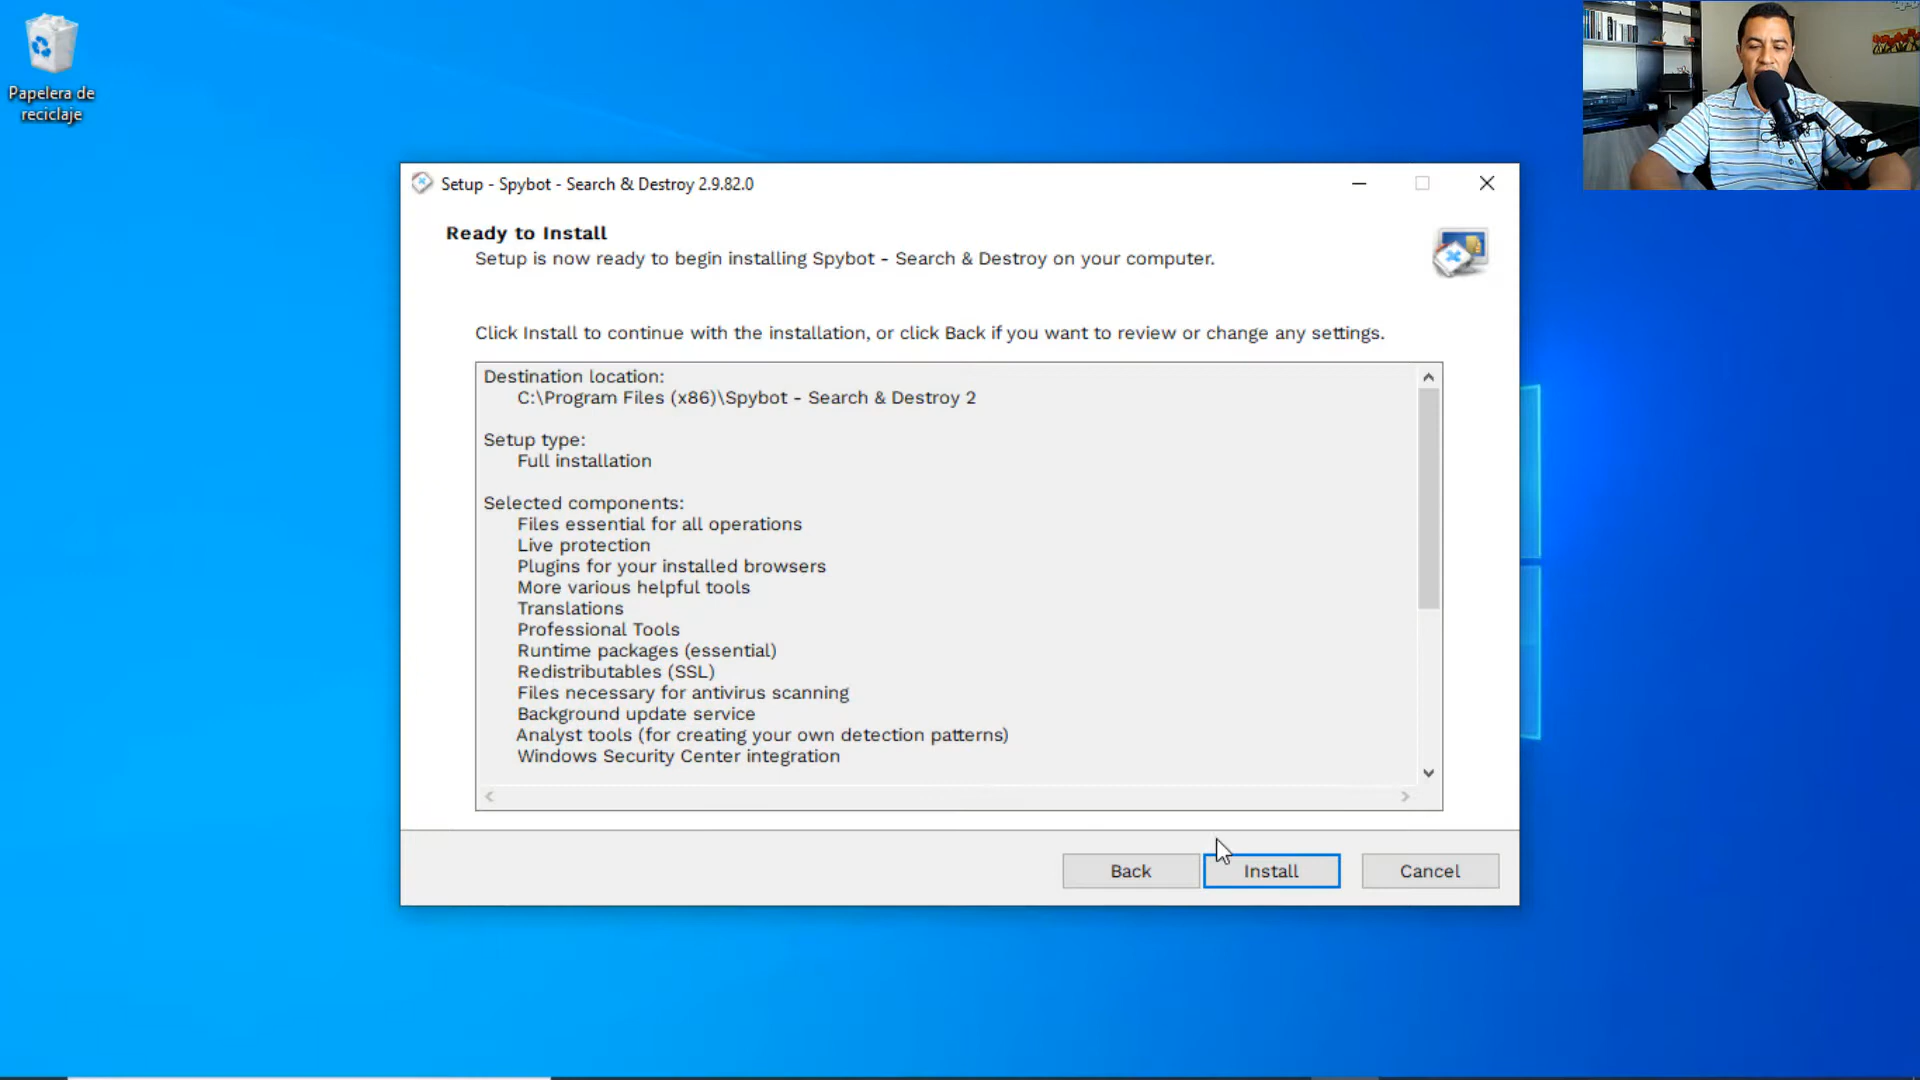 Papelera de
reciclaje
Setup - Spybot - Search & Destroy 2.9.82.0
Ready to Install
Setup is now ready to begin installing Spybot - Search & Destroy on your computer.
Click Install to continue with the installation, or click Back if you want to review or change any settings.
Destination location:
C:\Program Files (x86)\Spybot - Search & Destroy 2
Setup type:
Full installation
Selected components:
Files essential for all operations
Live protection
Plugins for your installed browsers
More various helpful tools
Translations
Professional Tools
Runtime packages (essential)
Redistributables (SSL)
Files necessary for antivirus scanning
Background update service
Analyst tools (for creating your own detection patterns)
Windows Security Center integration
Back
Install
Cancel